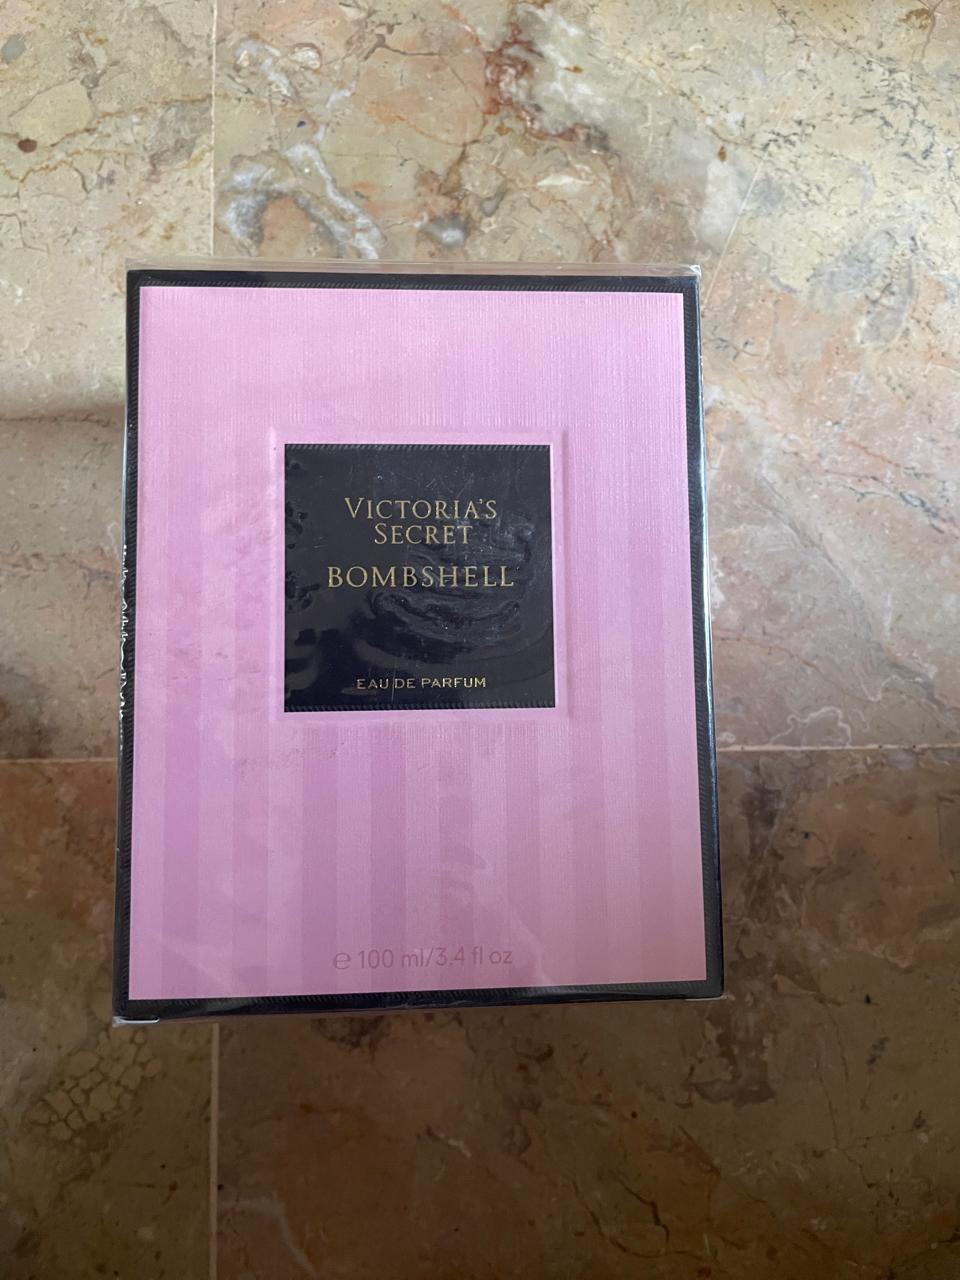 VICTORIA'S
SECRET
BOMBSHELL
EAU DE PARFUM
℮ 100 ml/3.4 fl oz